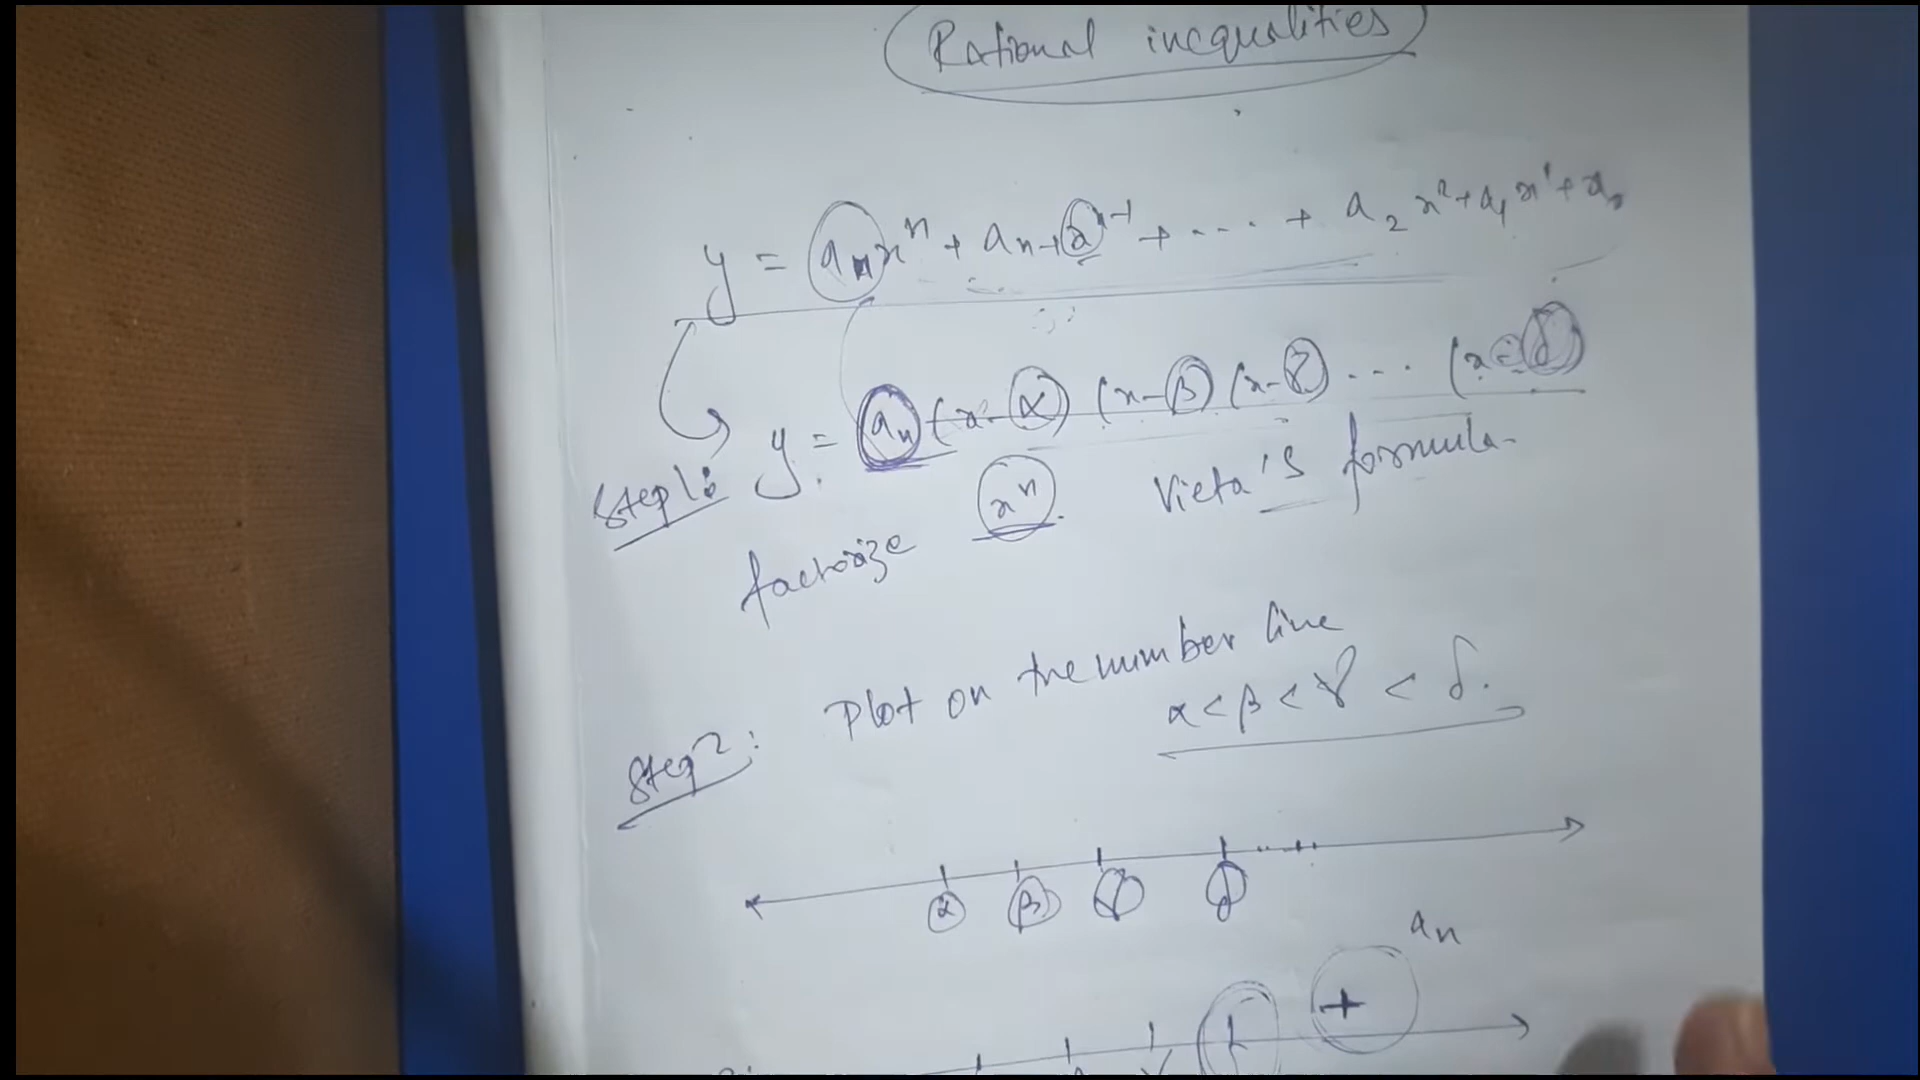 Rational inequalities
y = aₙxⁿ + aₙ₋₁xⁿ⁻¹ + .... + a₂x² + a₁x¹ + a₀
Step 1: y = aₙ (x-α) (x-β) (x-γ) .... (x-δ)
factorize xⁿ. Vieta's formula.
Step 2: Plot on the number line
α < β < γ < δ.
α β γ δ
aₙ
+